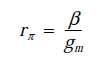 r_π = β / g_m